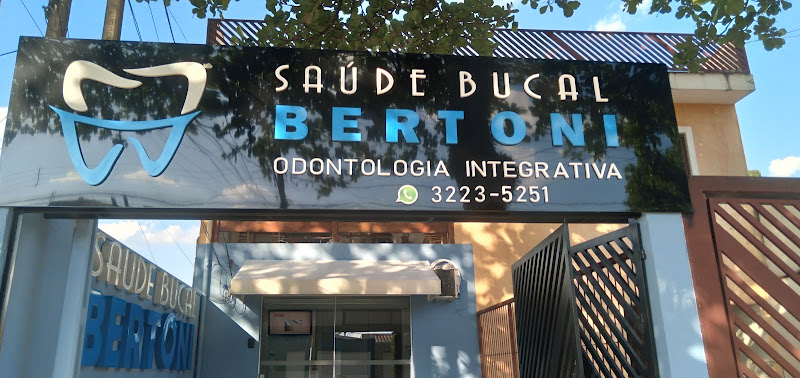 SAÚDE BUCAL
BERTONI
ODONTOLOGIA INTEGRATIVA
3223-5251
SAÚDE BUCAL
BERTONI